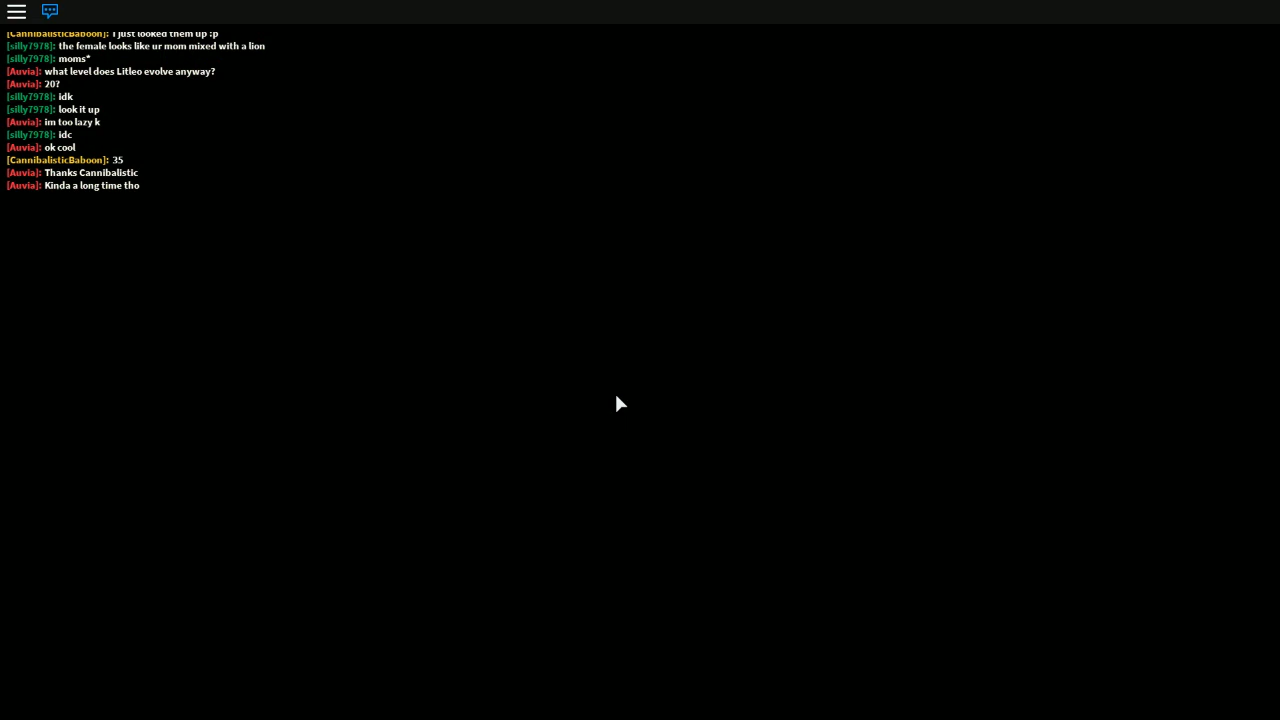 [CannibalisticBaboon]: I just looked them up :p
[silly7978]: the female looks like ur mom mixed with a lion
[silly7978]: moms*
[Auvia]: what level does Litleo evolve anyway?
[Auvia]: 20?
[silly7978]: idk
[silly7978]: look it up
[Auvia]: im too lazy k
[silly7978]: idc
[Auvia]: ok cool
[CannibalisticBaboon]: 35
[Auvia]: Thanks Cannibalistic
[Auvia]: Kinda a long time tho